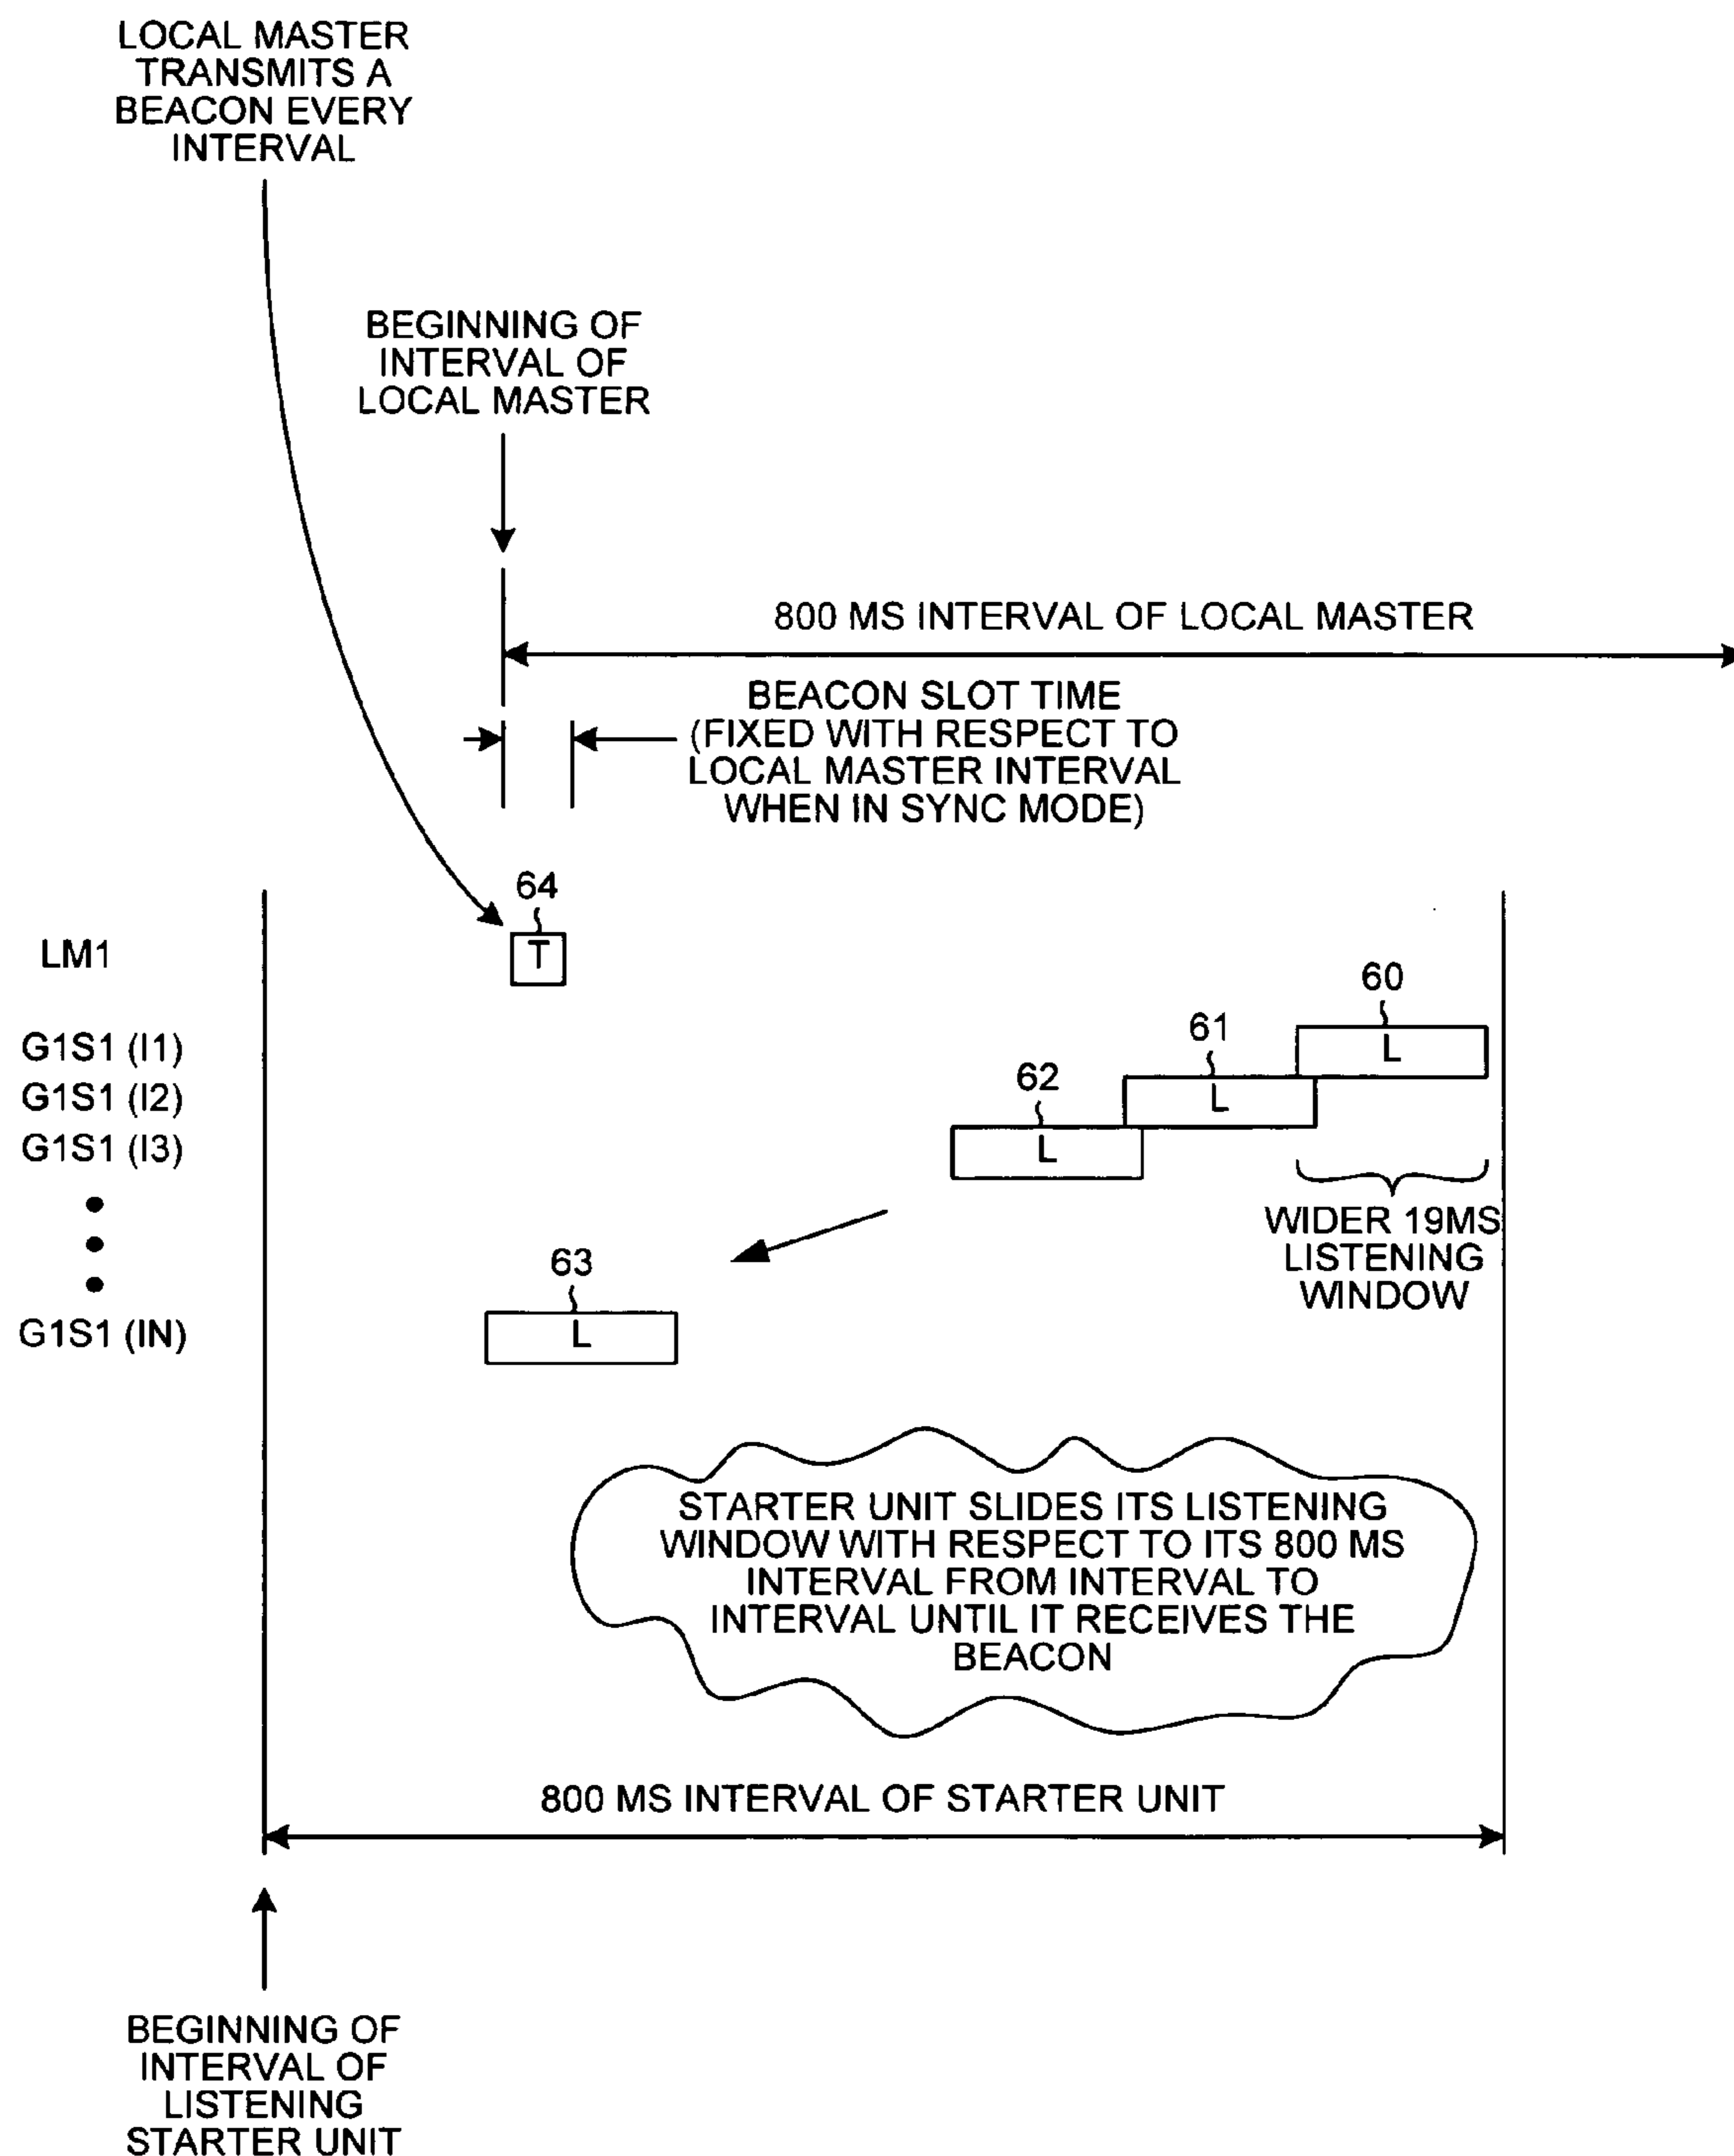 LOCAL MASTER
TRANSMITS A
BEACON EVERY
INTERVAL
BEGINNING OF
INTERVAL OF
LOCAL MASTER
800 MS INTERVAL OF LOCAL MASTER
BEACON SLOT TIME
(FIXED WITH RESPECT TO
LOCAL MASTER INTERVAL
WHEN IN SYNC MODE)
64
LM1
T
60
G1S1 (I1)
L
61
G1S1 (I2)
L
62
G1S1 (I3)
L
WIDER 19MS
LISTENING
WINDOW
63
G1S1 (IN)
L
STARTER UNIT SLIDES ITS LISTENING
WINDOW WITH RESPECT TO ITS 800 MS
INTERVAL FROM INTERVAL TO
INTERVAL UNTIL IT RECEIVES THE
BEACON
800 MS INTERVAL OF STARTER UNIT
BEGINNING OF
INTERVAL OF
LISTENING
STARTER UNIT